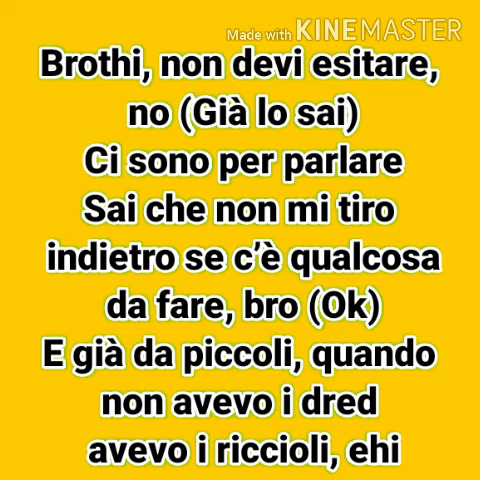 Made with KINEMASTER
Brothi, non devi esitare,
no (Già lo sai)
Ci sono per parlare
Sai che non mi tiro
indietro se c’è qualcosa
da fare, bro (Ok)
E già da piccoli, quando
non avevo i dred
avevo i riccioli, ehi